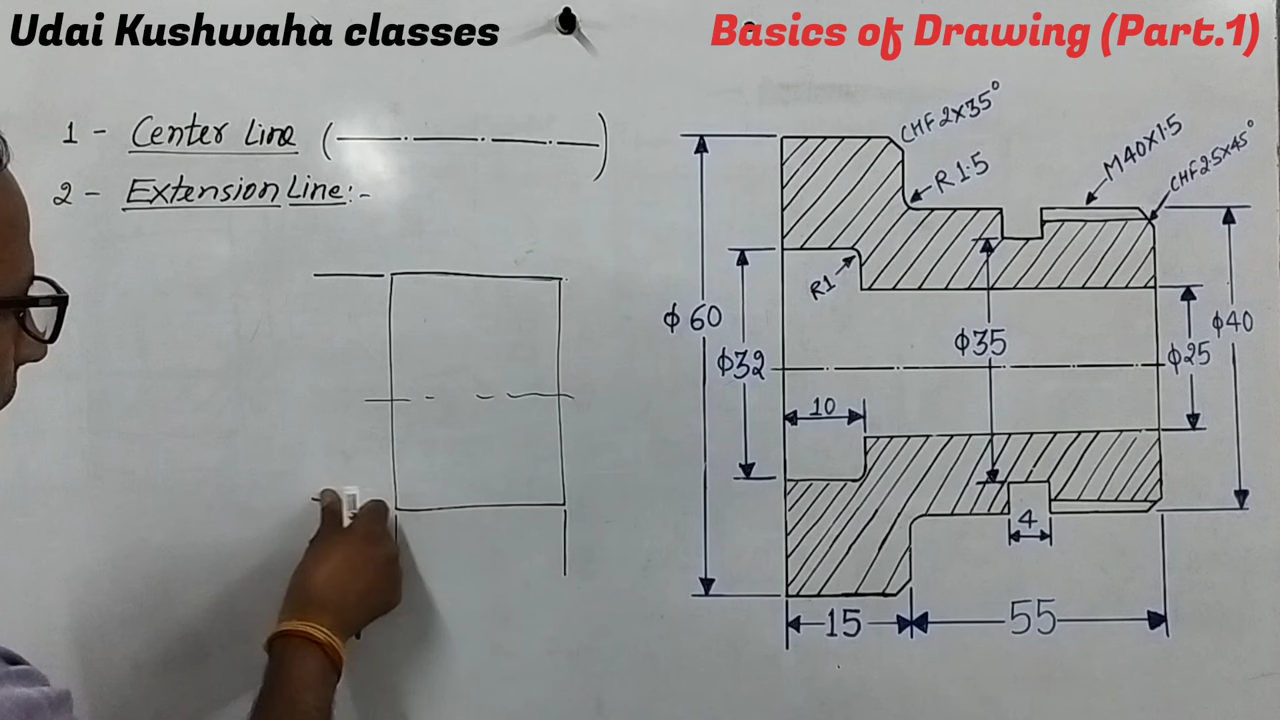 Udai Kushwaha classes
Basics of Drawing (Part.1)
1 - Center Line
2 - Extension Line:-
CHF 2X35°
R1.5
M40X1.5
CHF 2.5X45°
R1
ϕ60
ϕ32
ϕ35
ϕ25
ϕ40
10
4
15
55